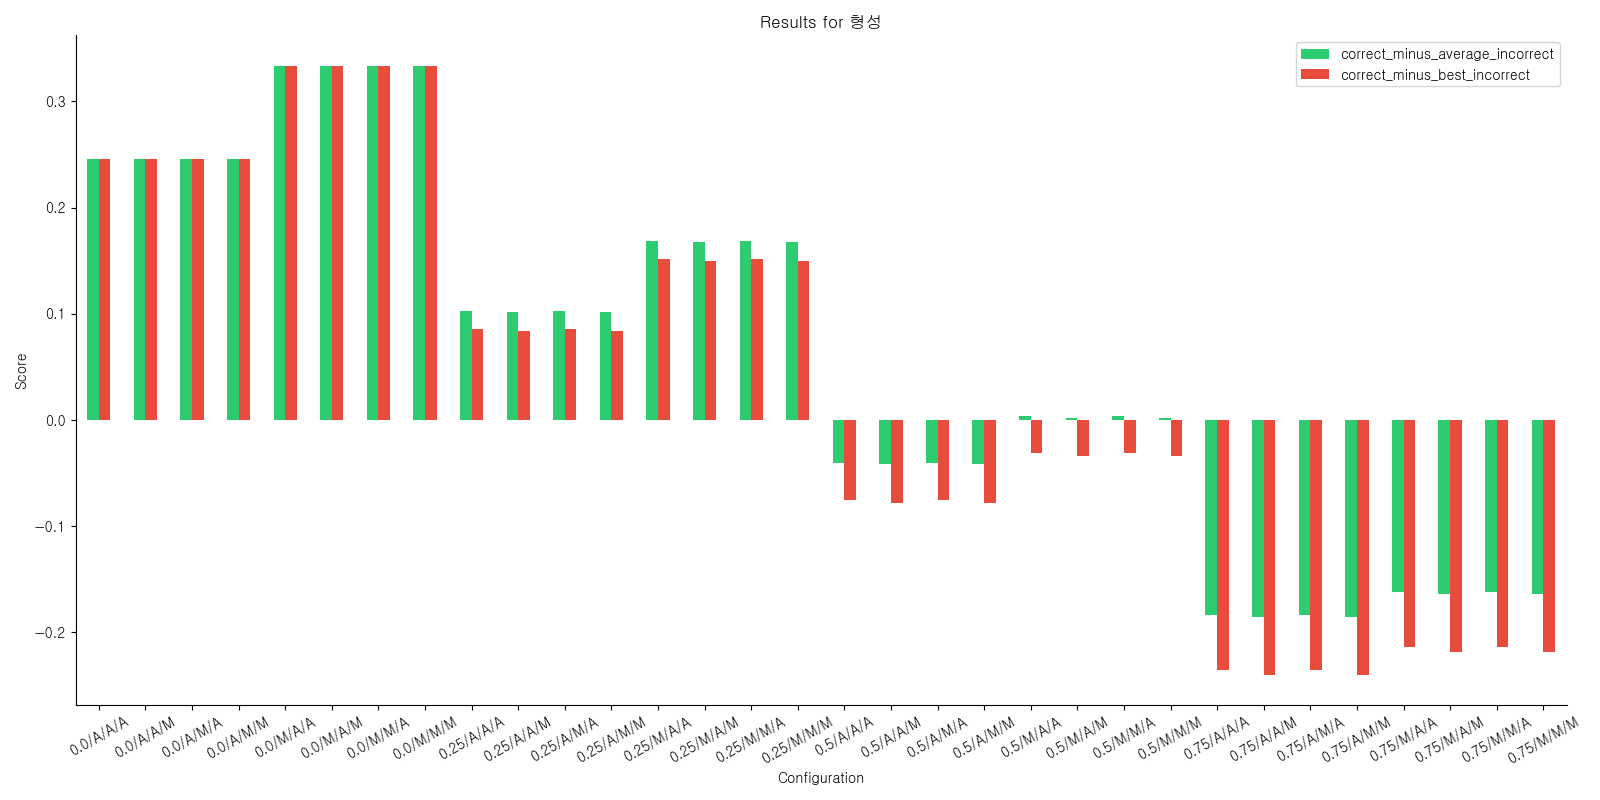 Results for 형성
correct_minus_average_incorrect
correct_minus_best_incorrect
Score
0.3
0.2
0.1
0.0
−0.1
−0.2
0.0/A/A/A
0.0/A/A/M
0.0/A/M/A
0.0/A/M/M
0.0/M/A/A
0.0/M/A/M
0.0/M/M/A
0.0/M/M/M
0.25/A/A/A
0.25/A/A/M
0.25/A/M/A
0.25/A/M/M
0.25/M/A/A
0.25/M/A/M
0.25/M/M/A
0.25/M/M/M
0.5/A/A/A
0.5/A/A/M
0.5/A/M/A
0.5/A/M/M
0.5/M/A/A
0.5/M/A/M
0.5/M/M/A
0.5/M/M/M
0.75/A/A/A
0.75/A/A/M
0.75/A/M/A
0.75/A/M/M
0.75/M/A/A
0.75/M/A/M
0.75/M/M/A
0.75/M/M/M
Configuration